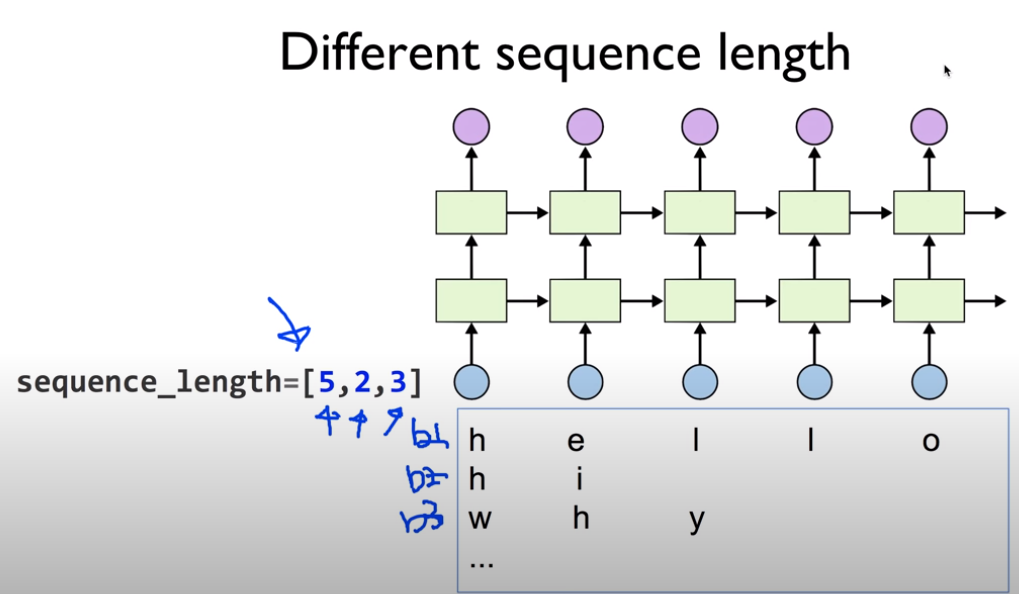 Different sequence length
sequence_length=[5,2,3]
b1 h e l l o
b2 h i
b3 w h y
...